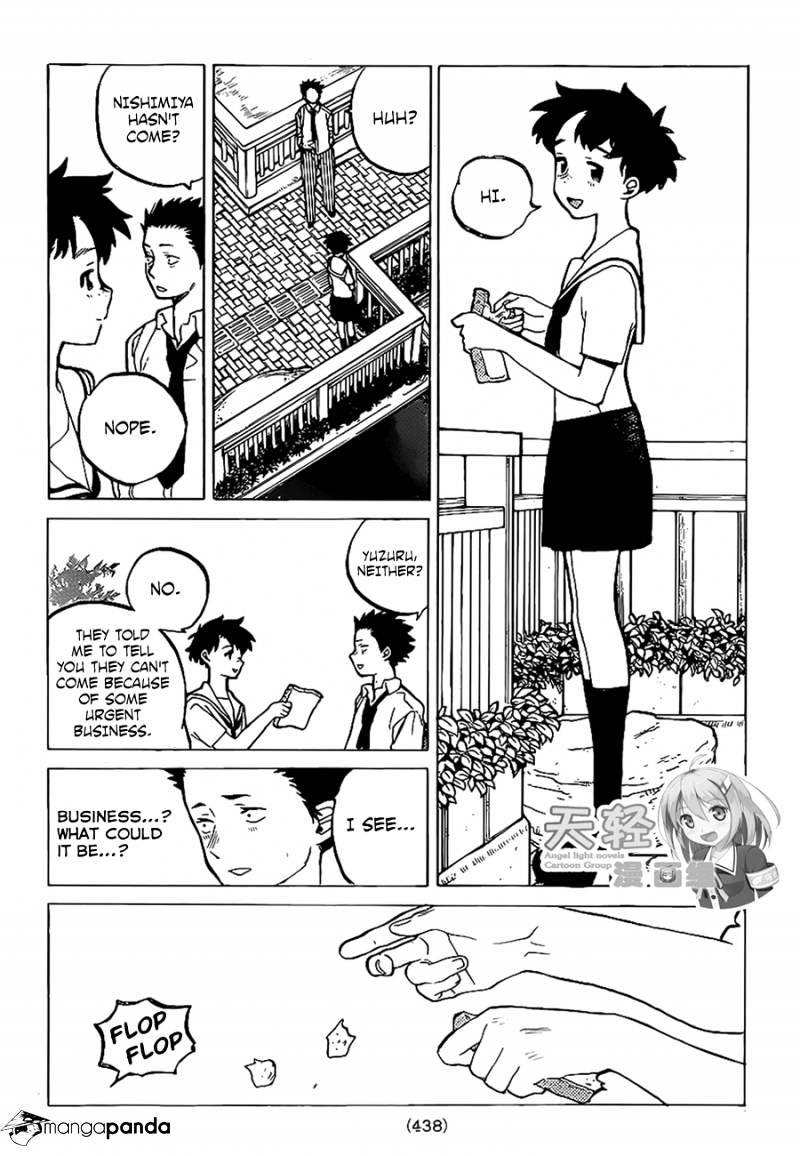 HI.
HUH?
NISHIMIYA
HASN'T
COME?
NOPE.
YUZURU,
NEITHER?
NO.
THEY TOLD
ME TO TELL
YOU THEY CAN'T
COME BECAUSE
OF SOME
URGENT
BUSINESS.
I SEE...
BUSINESS...?
WHAT COULD
IT BE...?
天轻
Angel light novels
Cartoon Group
漫画组
FLOP
FLOP
mangapanda
(438)